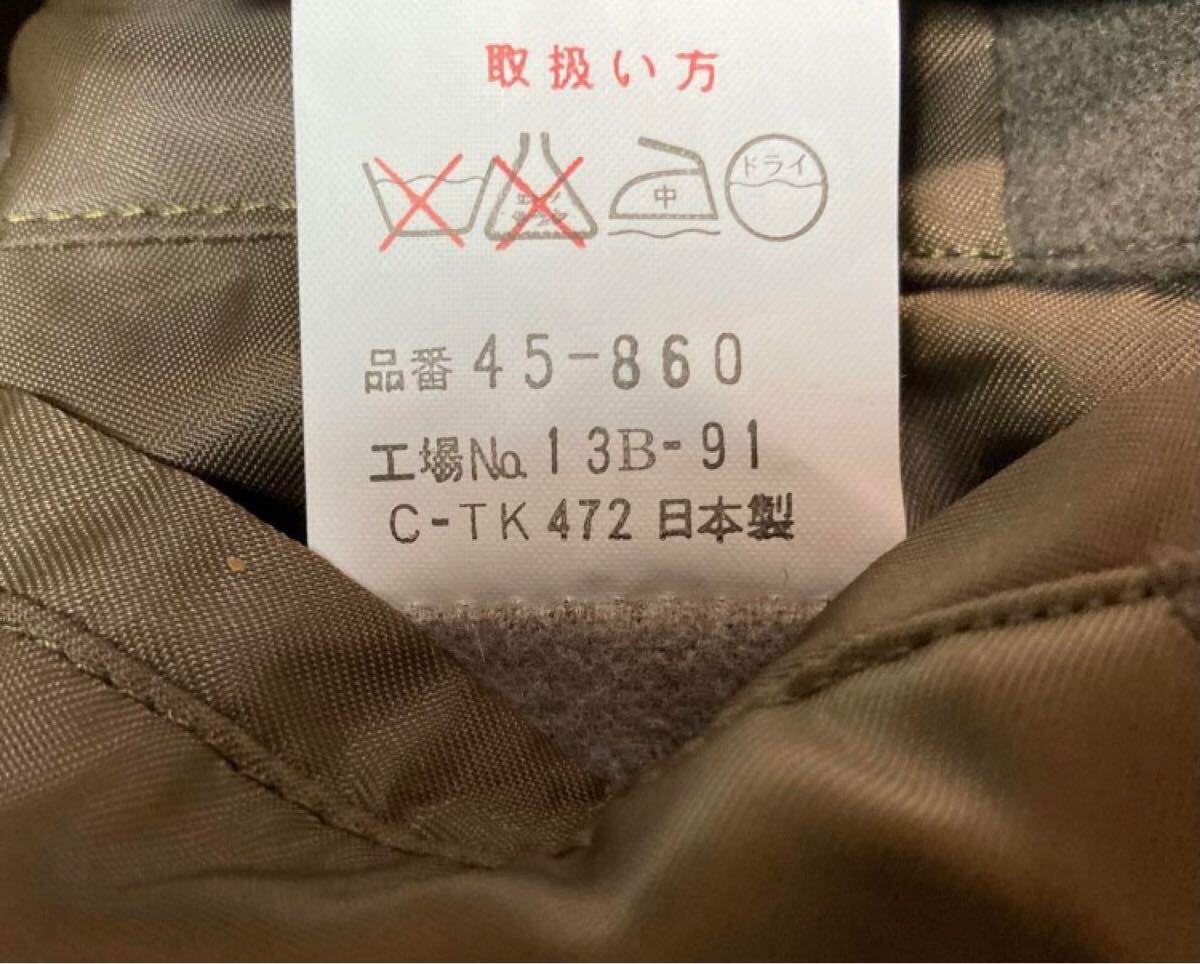 取扱い方
中 ドライ
品番 45-860
工場No. 13B-91
C-TK 472 日本製